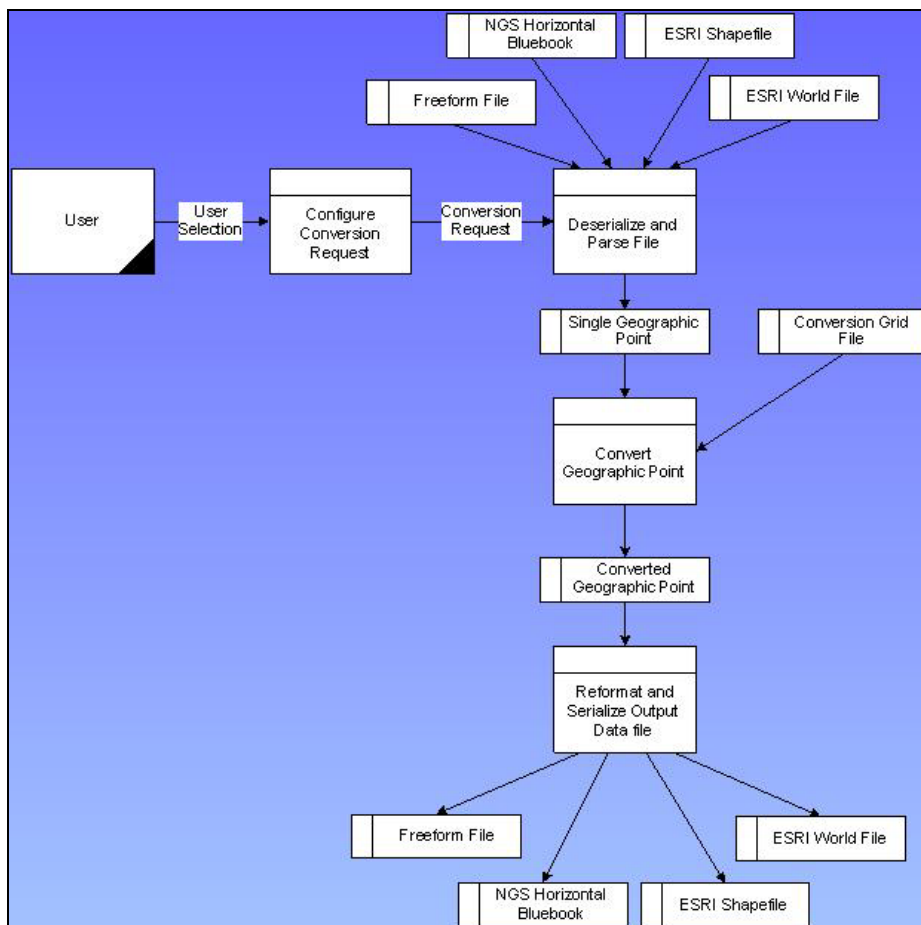 NGS Horizontal
Bluebook
ESRI Shapefile
Freeform File
ESRI World File
User
User
Selection
Configure
Conversion
Request
Conversion
Request
Deserialize and
Parse File
Single Geographic
Point
Conversion Grid
File
Convert
Geographic Point
Converted
Geographic Point
Reformat and
Serialize Output
Data file
Freeform File
ESRI World File
NGS Horizontal
Bluebook
ESRI Shapefile